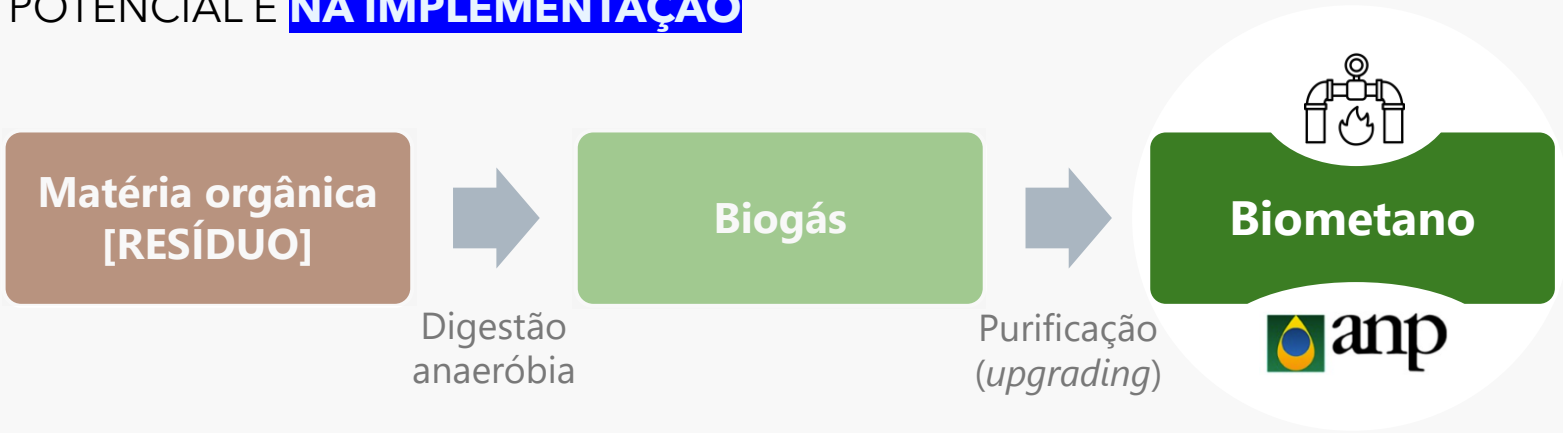 POTENCIAL E NA IMPLEMENTAÇÃO
Matéria orgânica
[RESÍDUO]
Digestão
anaeróbia
Biogás
Purificação
(upgrading)
Biometano
anp